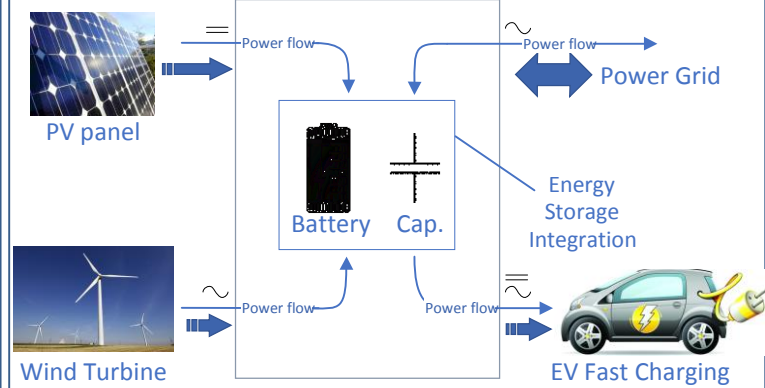 Power flow
Power flow
PV panel
Power Grid
Battery
Cap.
Energy
Storage
Integration
Power flow
Power flow
Wind Turbine
EV Fast Charging